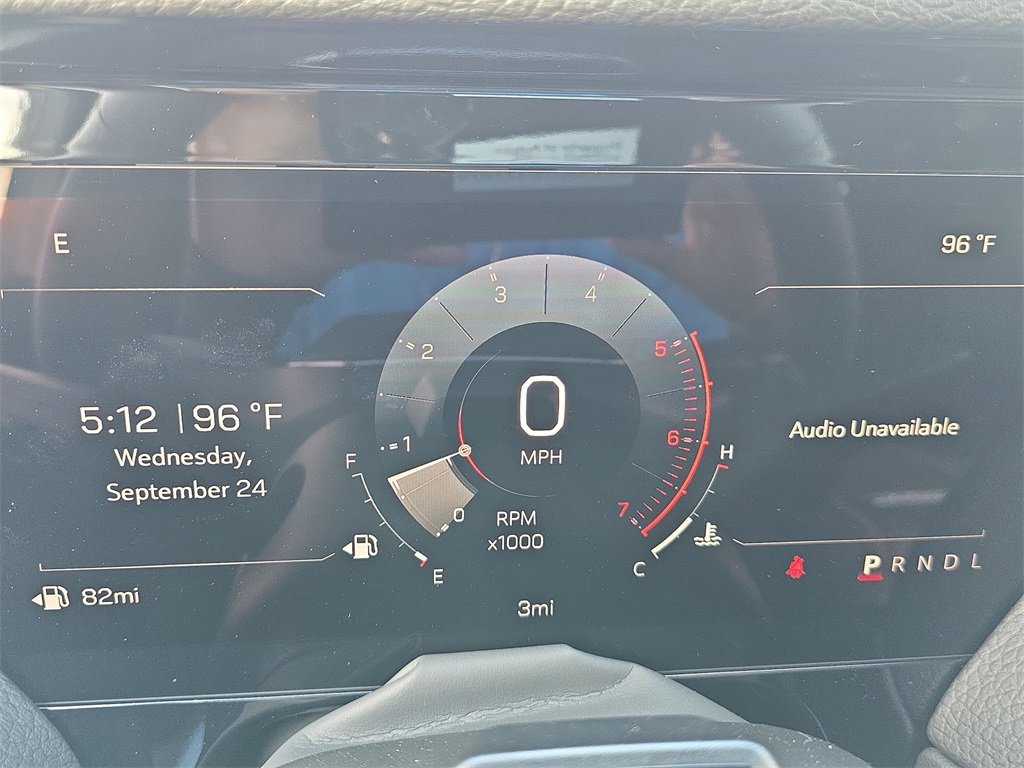 E
96 °F
3
4
2
5
5:12 | 96 °F
0
Audio Unavailable
1
6
Wednesday,
MPH
F
H
September 24
7
0
RPM
x1000
E
C
P R N D L
82mi
3mi